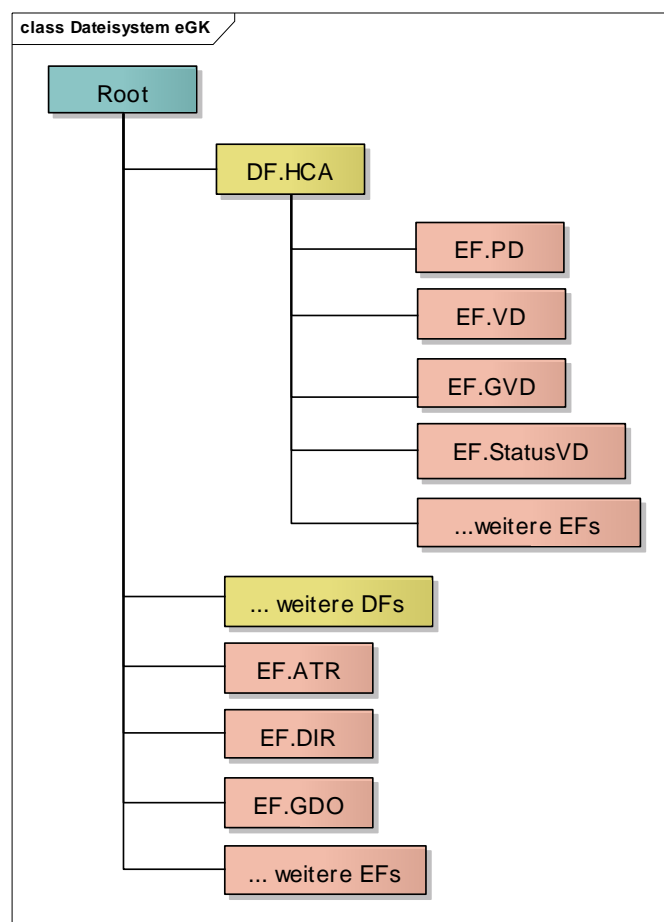 class Dateisystem eGK
Root
DF.HCA
EF.PD
EF.VD
EF.GVD
EF.StatusVD
...weitere EFs
... weitere DFs
EF.ATR
EF.DIR
EF.GDO
... weitere EFs